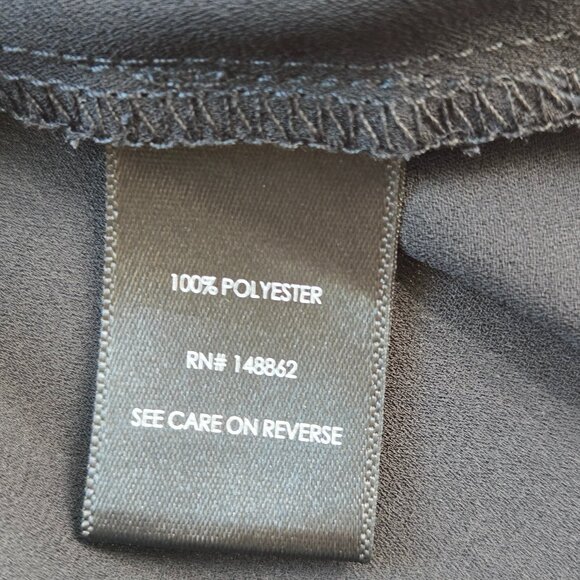 100% POLYESTER
RN# 148862
SEE CARE ON REVERSE